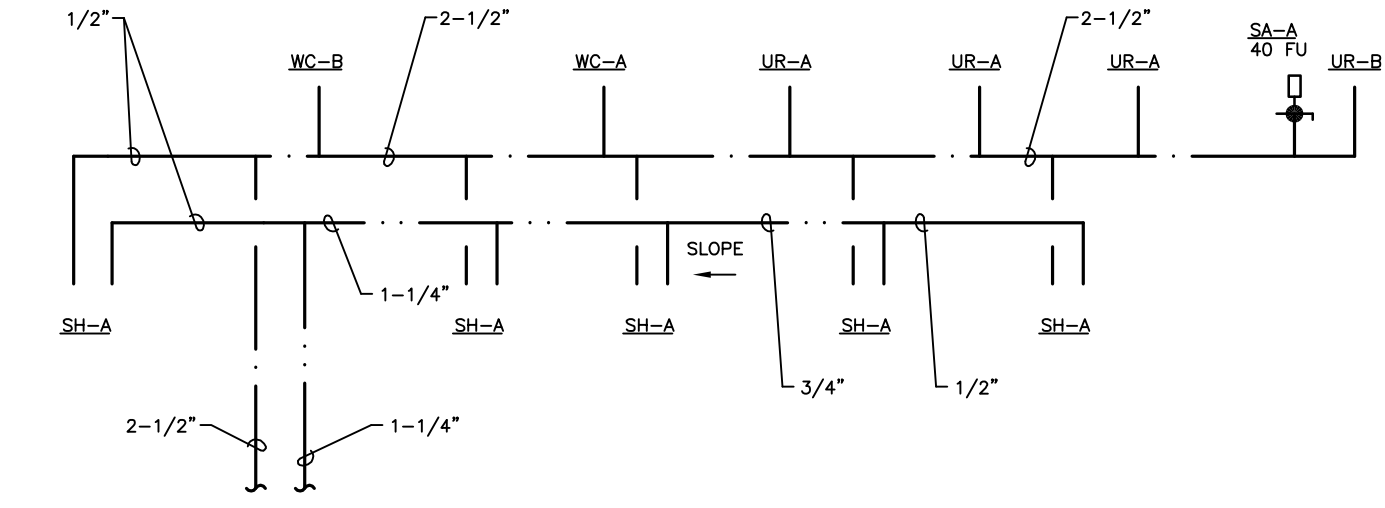 1/2"
2-1/2"
2-1/2"
SA-A
40 FU
WC-B
WC-A
UR-A
UR-A
UR-A
UR-B
SLOPE
1-1/4"
SH-A
SH-A
SH-A
SH-A
SH-A
3/4"
1/2"
2-1/2"
1-1/4"